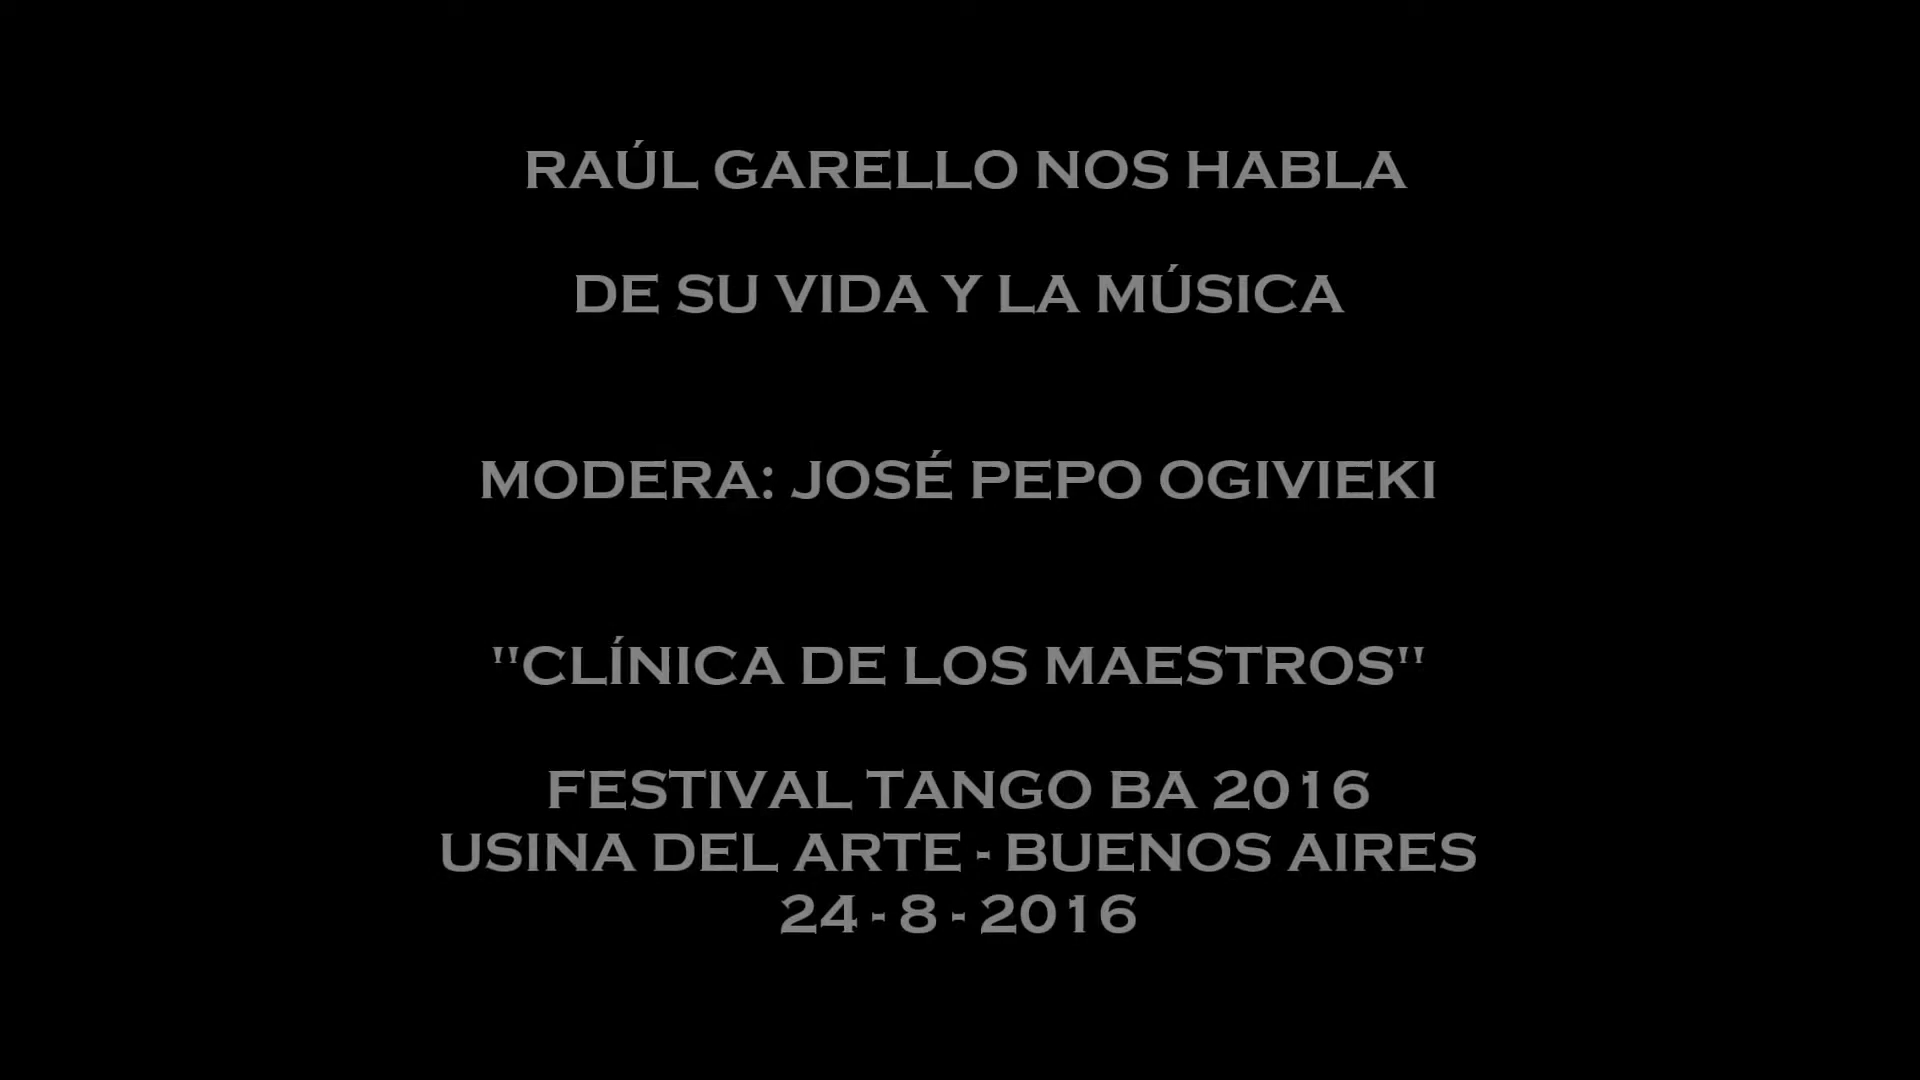 RAÚL GARELLO NOS HABLA
DE SU VIDA Y LA MÚSICA
MODERA: JOSÉ PEPO OGIVIEKI
"CLÍNICA DE LOS MAESTROS"
FESTIVAL TANGO BA 2016
USINA DEL ARTE - BUENOS AIRES
24 - 8 - 2016